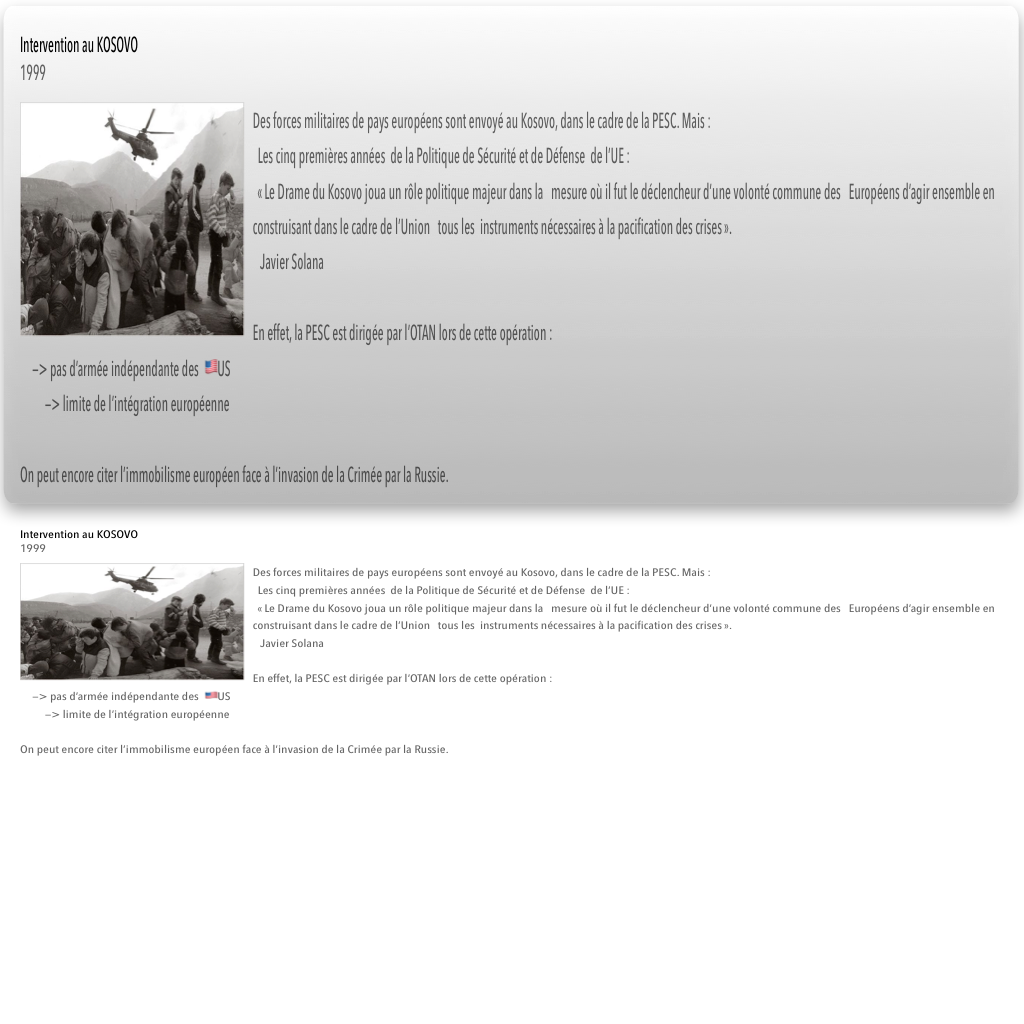 Intervention au KOSOVO
1999
Des forces militaires de pays européens sont envoyé au Kosovo, dans le cadre de la PESC. Mais :
Les cinq premières années de la Politique de Sécurité et de Défense de l'UE :
« Le Drame du Kosovo joua un rôle politique majeur dans la mesure où il fut le déclencheur d'une volonté commune des Européens d'agir ensemble en
construisant dans le cadre de l'Union tous les instruments nécessaires à la pacification des crises ».
Javier Solana
En effet, la PESC est dirigée par l'OTAN lors de cette opération :
—> pas d'armée indépendante des 🇺🇸US
—> limite de l'intégration européenne
On peut encore citer l'immobilisme européen face à l'invasion de la Crimée par la Russie.
Intervention au KOSOVO
1999
Des forces militaires de pays européens sont envoyé au Kosovo, dans le cadre de la PESC. Mais :
Les cinq premières années de la Politique de Sécurité et de Défense de l'UE :
« Le Drame du Kosovo joua un rôle politique majeur dans la mesure où il fut le déclencheur d'une volonté commune des Européens d'agir ensemble en
construisant dans le cadre de l'Union tous les instruments nécessaires à la pacification des crises ».
Javier Solana
En effet, la PESC est dirigée par l'OTAN lors de cette opération :
—> pas d'armée indépendante des 🇺🇸US
—> limite de l'intégration européenne
On peut encore citer l'immobilisme européen face à l'invasion de la Crimée par la Russie.